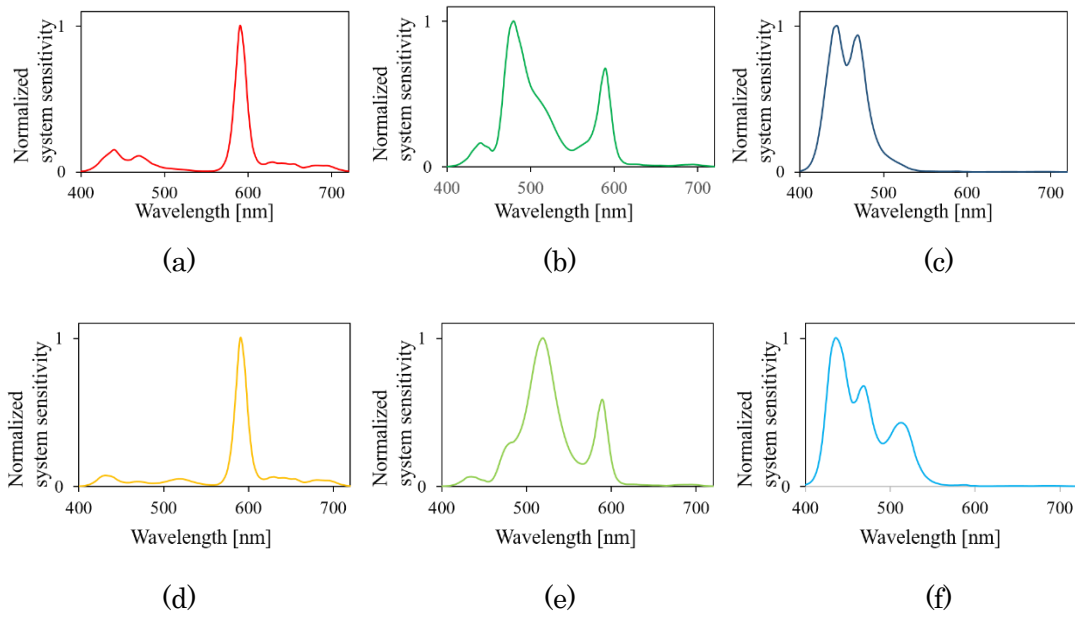 Normalized
system sensitivity
1
0
400
500
600
700
Wavelength [nm]
(a)
Normalized
system sensitivity
1
0
400
500
600
700
Wavelength [nm]
(b)
Normalized
system sensitivity
1
0
400
500
600
700
Wavelength [nm]
(c)
Normalized
system sensitivity
1
0
400
500
600
700
Wavelength [nm]
(d)
Normalized
system sensitivity
1
0
400
500
600
700
Wavelength [nm]
(e)
Normalized
system sensitivity
1
0
400
500
600
700
Wavelength [nm]
(f)